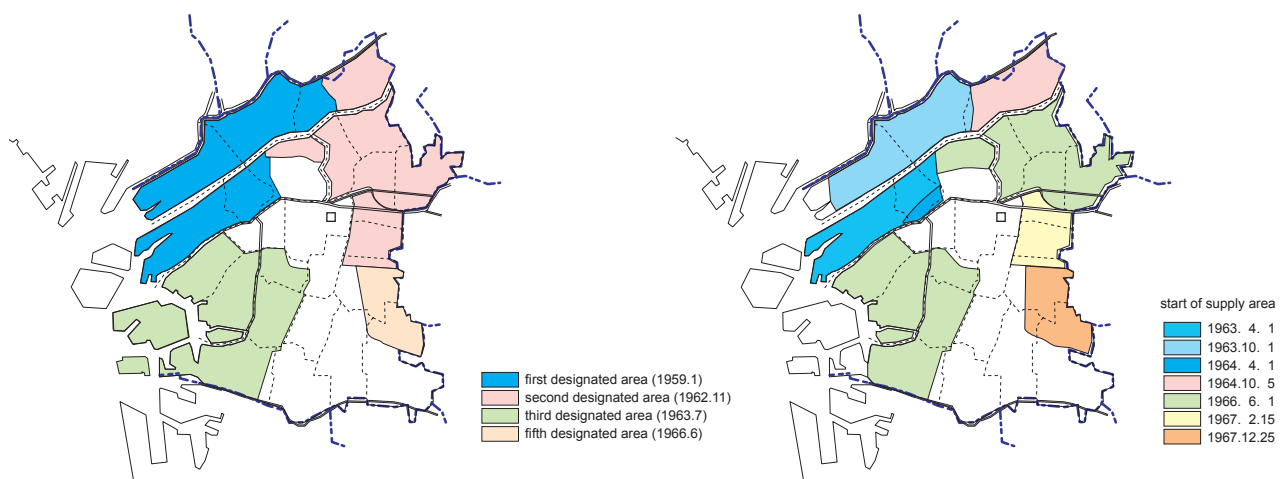 first designated area (1959.1)
second designated area (1962.11)
third designated area (1963.7)
fifth designated area (1966.6)
start of supply area
1963. 4. 1
1963.10. 1
1964. 4. 1
1964.10. 5
1966. 6. 1
1967. 2.15
1967.12.25